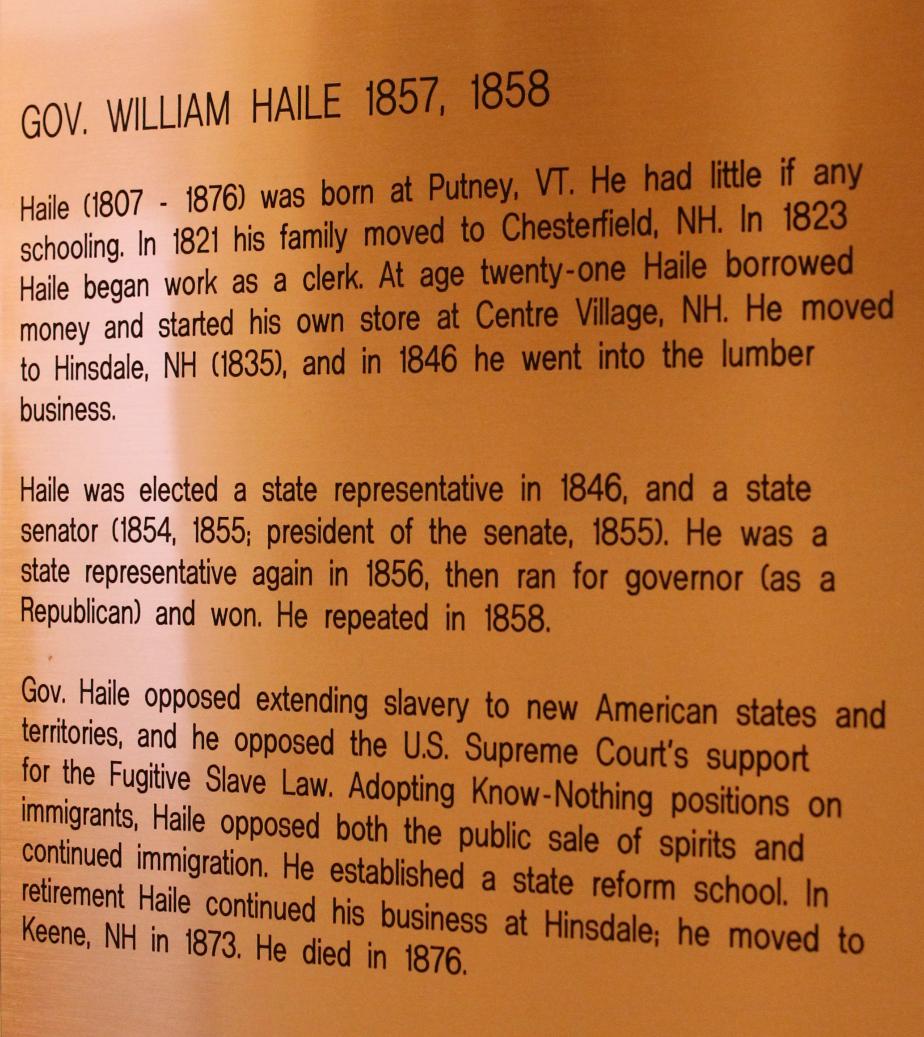 GOV. WILLIAM HAILE 1857, 1858
Haile (1807 - 1876) was born at Putney, VT. He had little if any
schooling. In 1821 his family moved to Chesterfield, NH. In 1823
Haile began work as a clerk. At age twenty-one Haile borrowed
money and started his own store at Centre Village, NH. He moved
to Hinsdale, NH (1835), and in 1846 he went into the lumber
business.
Haile was elected a state representative in 1846, and a state
senator (1854, 1855; president of the senate, 1855). He was a
state representative again in 1856, then ran for governor (as a
Republican) and won. He repeated in 1858.
Gov. Haile opposed extending slavery to new American states and
territories, and he opposed the U.S. Supreme Court's support
for the Fugitive Slave Law. Adopting Know-Nothing positions on
immigrants, Haile opposed both the public sale of spirits and
continued immigration. He established a state reform school. In
retirement Haile continued his business at Hinsdale; he moved to
Keene, NH in 1873. He died in 1876.